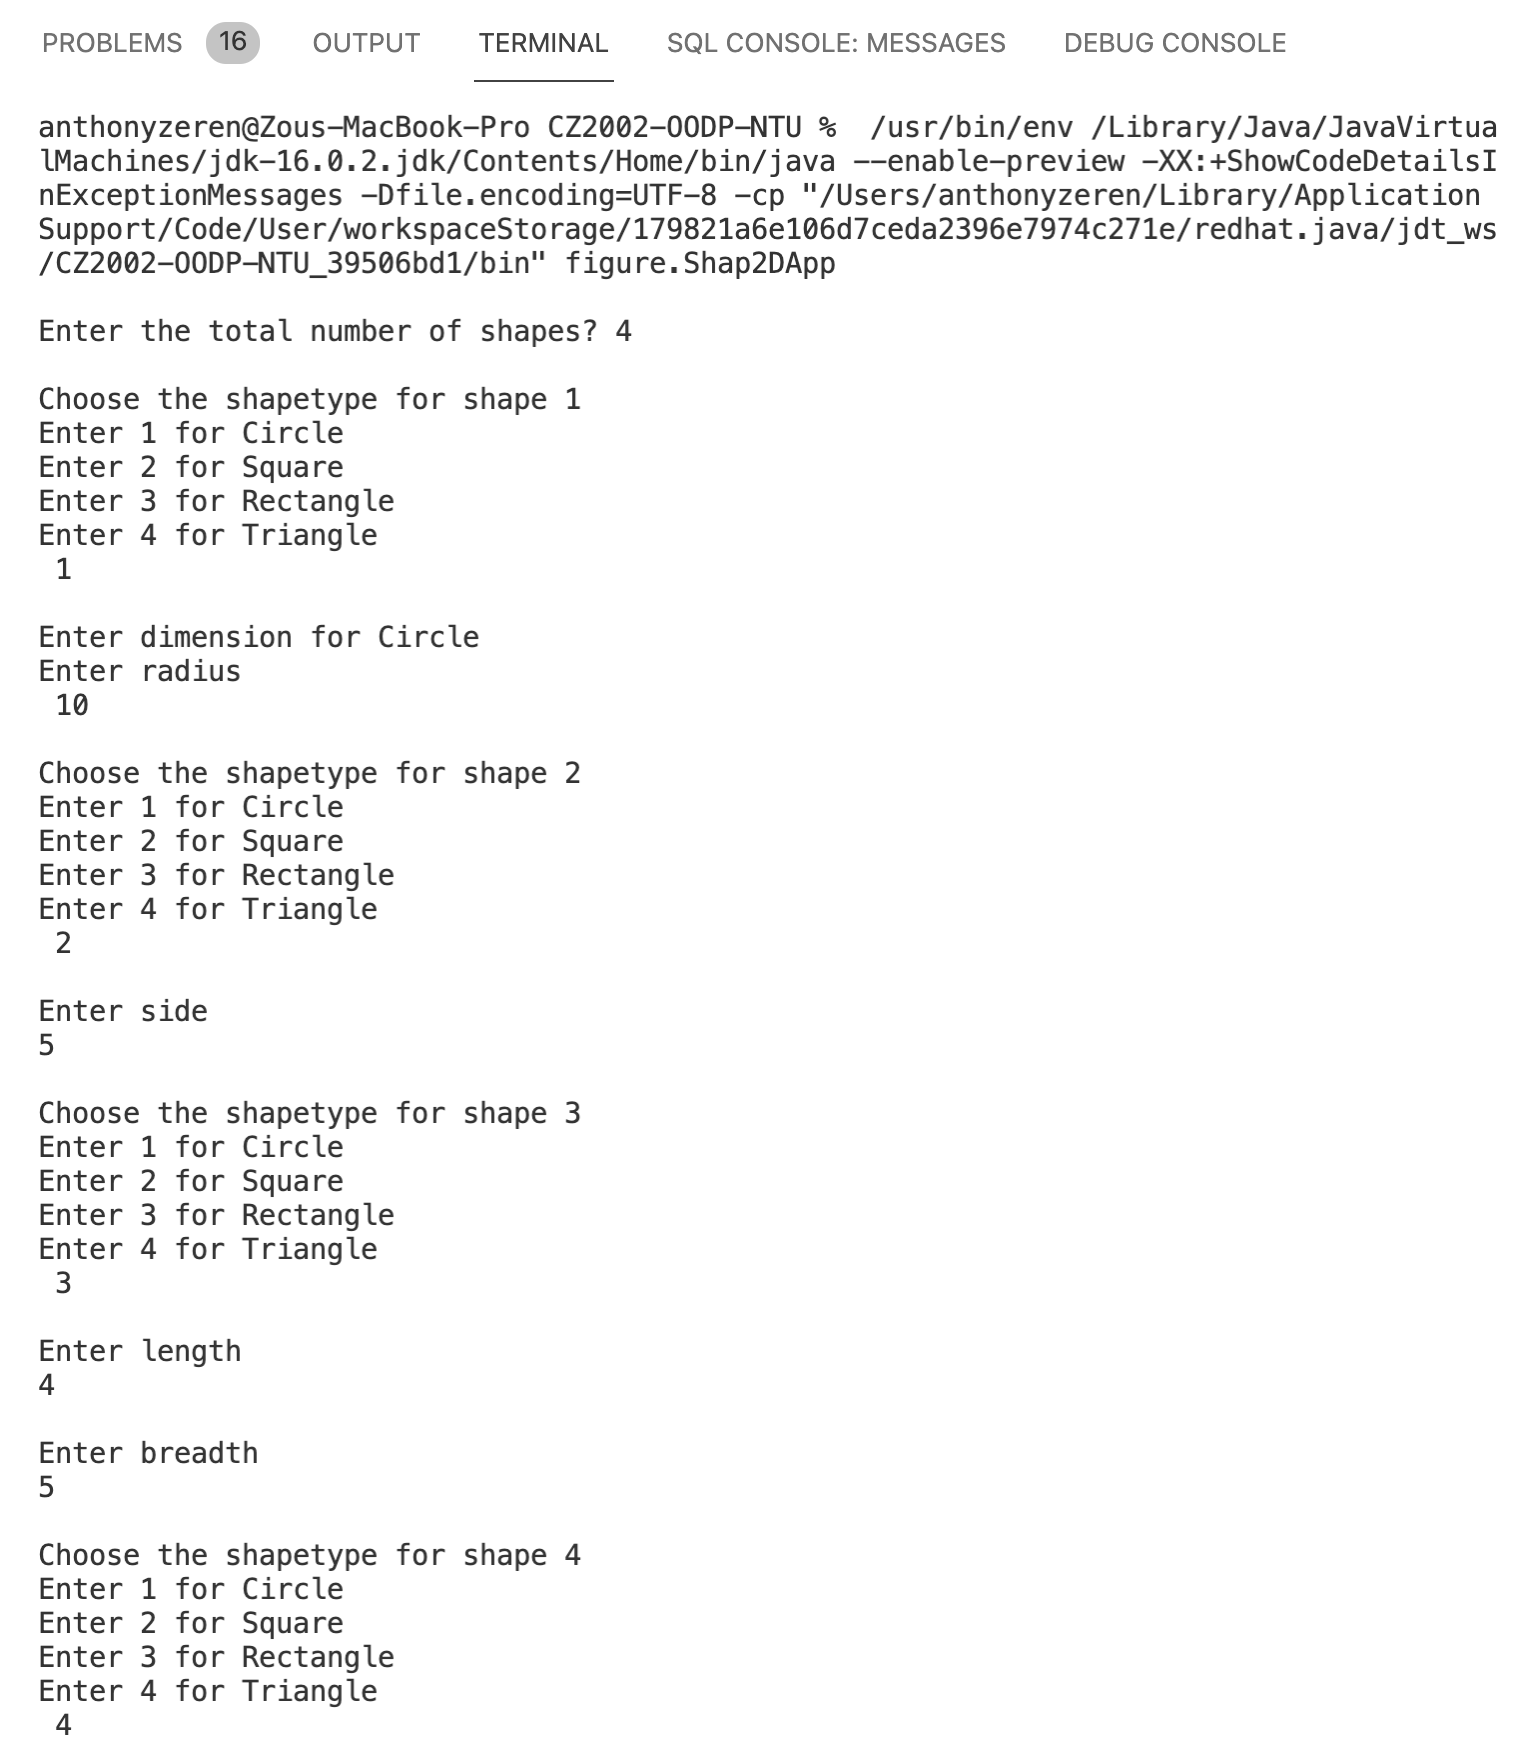 PROBLEMS 16 OUTPUT TERMINAL SQL CONSOLE: MESSAGES DEBUG CONSOLE
anthonyzeren@Zous-MacBook-Pro CZ2002-OODP-NTU %  /usr/bin/env /Library/Java/JavaVirtua
lMachines/jdk-16.0.2.jdk/Contents/Home/bin/java --enable-preview -XX:+ShowCodeDetailsI
nExceptionMessages -Dfile.encoding=UTF-8 -cp "/Users/anthonyzeren/Library/Application
Support/Code/User/workspaceStorage/179821a6e106d7ceda2396e7974c271e/redhat.java/jdt_ws
/CZ2002-OODP-NTU_39506bd1/bin" figure.Shap2DApp
Enter the total number of shapes? 4
Choose the shapetype for shape 1
Enter 1 for Circle
Enter 2 for Square
Enter 3 for Rectangle
Enter 4 for Triangle
1
Enter dimension for Circle
Enter radius
10
Choose the shapetype for shape 2
Enter 1 for Circle
Enter 2 for Square
Enter 3 for Rectangle
Enter 4 for Triangle
2
Enter side
5
Choose the shapetype for shape 3
Enter 1 for Circle
Enter 2 for Square
Enter 3 for Rectangle
Enter 4 for Triangle
3
Enter length
4
Enter breadth
5
Choose the shapetype for shape 4
Enter 1 for Circle
Enter 2 for Square
Enter 3 for Rectangle
Enter 4 for Triangle
4